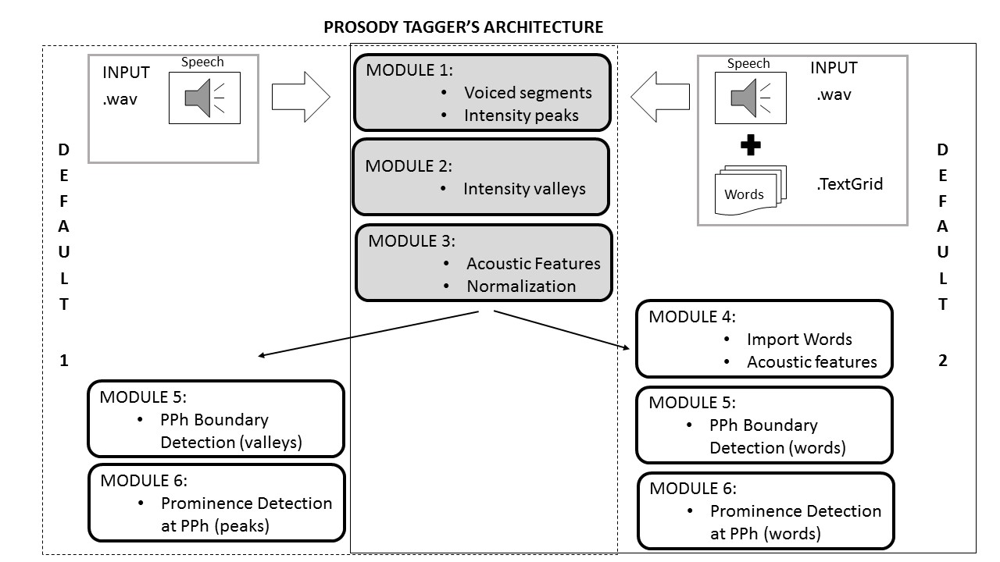 PROSODY TAGGER'S ARCHITECTURE
INPUT
.wav
Speech
MODULE 1:
• Voiced segments
• Intensity peaks
Speech
INPUT
.wav
Words
.TextGrid
MODULE 2:
• Intensity valleys
MODULE 3:
• Acoustic Features
• Normalization
DEFAULT 1
DEFAULT 2
MODULE 5:
• PPh Boundary
Detection (valleys)
MODULE 6:
• Prominence Detection
at PPh (peaks)
MODULE 4:
• Import Words
• Acoustic features
MODULE 5:
• PPh Boundary
Detection (words)
MODULE 6:
• Prominence Detection
at PPh (words)